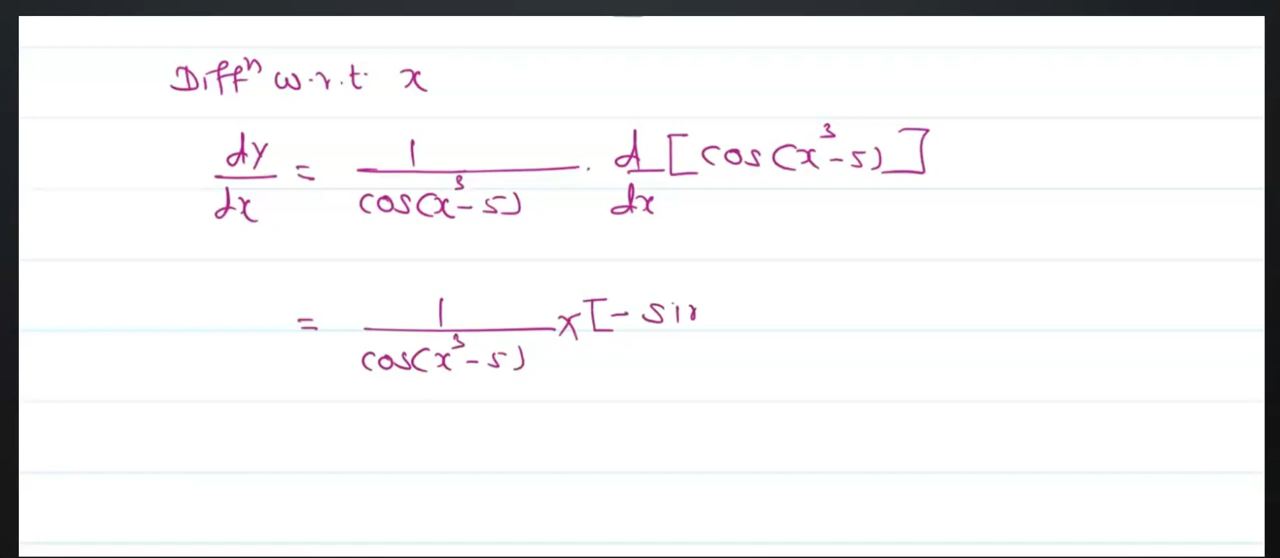 Diffⁿ w.r.t. x
dy/dx = 1/cos(x³-5) · d/dx [cos(x³-5)]
= 1/cos(x³-5) × [- sin